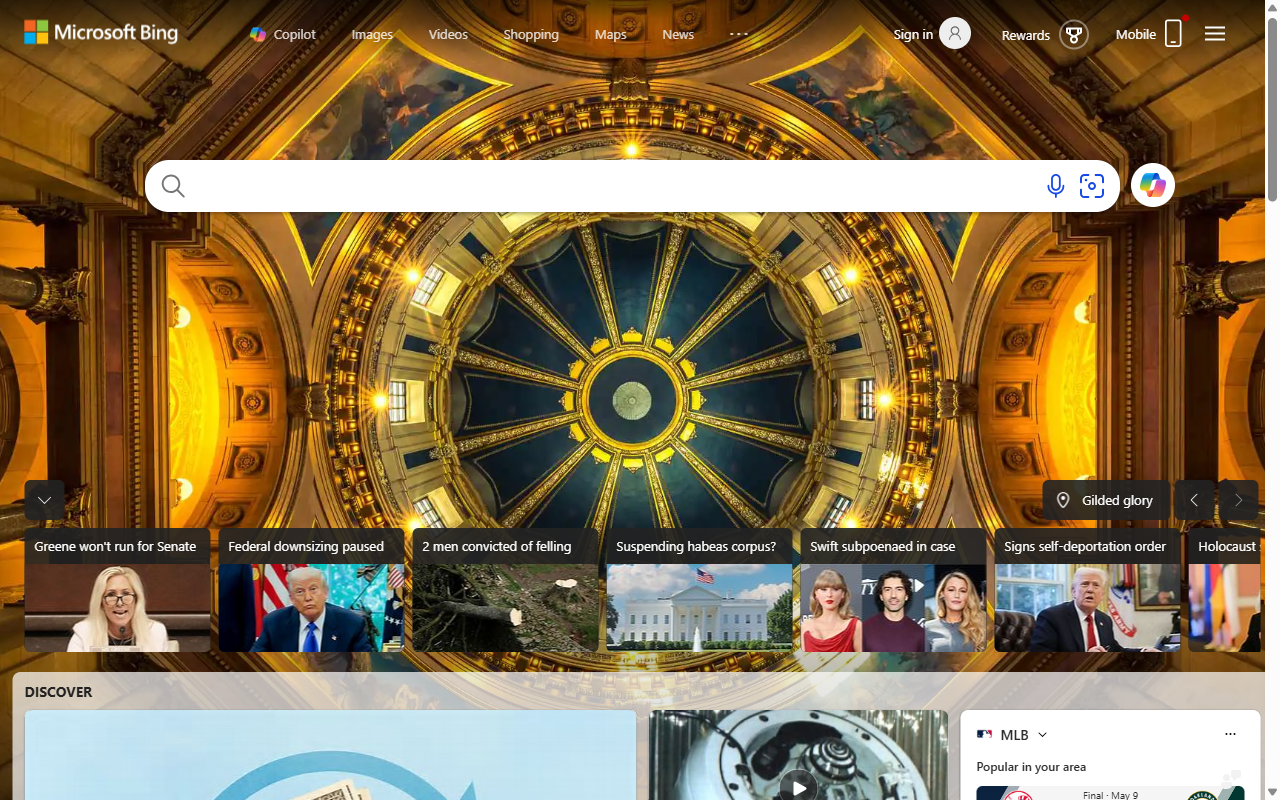 Microsoft Bing
Copilot
Images
Videos
Shopping
Maps
News
Sign in
Rewards
Mobile
Gilded glory
Greene won't run for Senate
Federal downsizing paused
2 men convicted of felling
Suspending habeas corpus?
Swift subpoenaed in case
Signs self-deportation order
Holocaust
DISCOVER
MLB
Popular in your area
Final · May 9